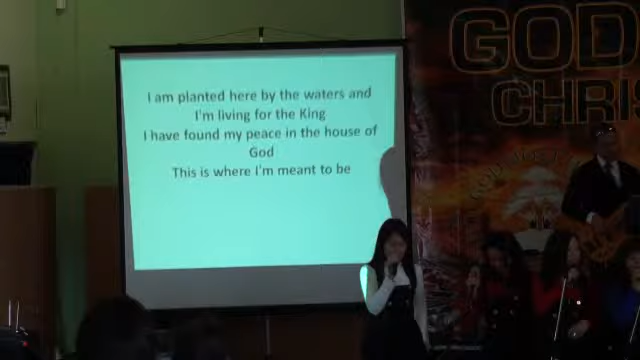 I am planted here by the waters and
I'm living for the King
I have found my peace in the house of
God
This is where I'm meant to be
GOD
CHRIS